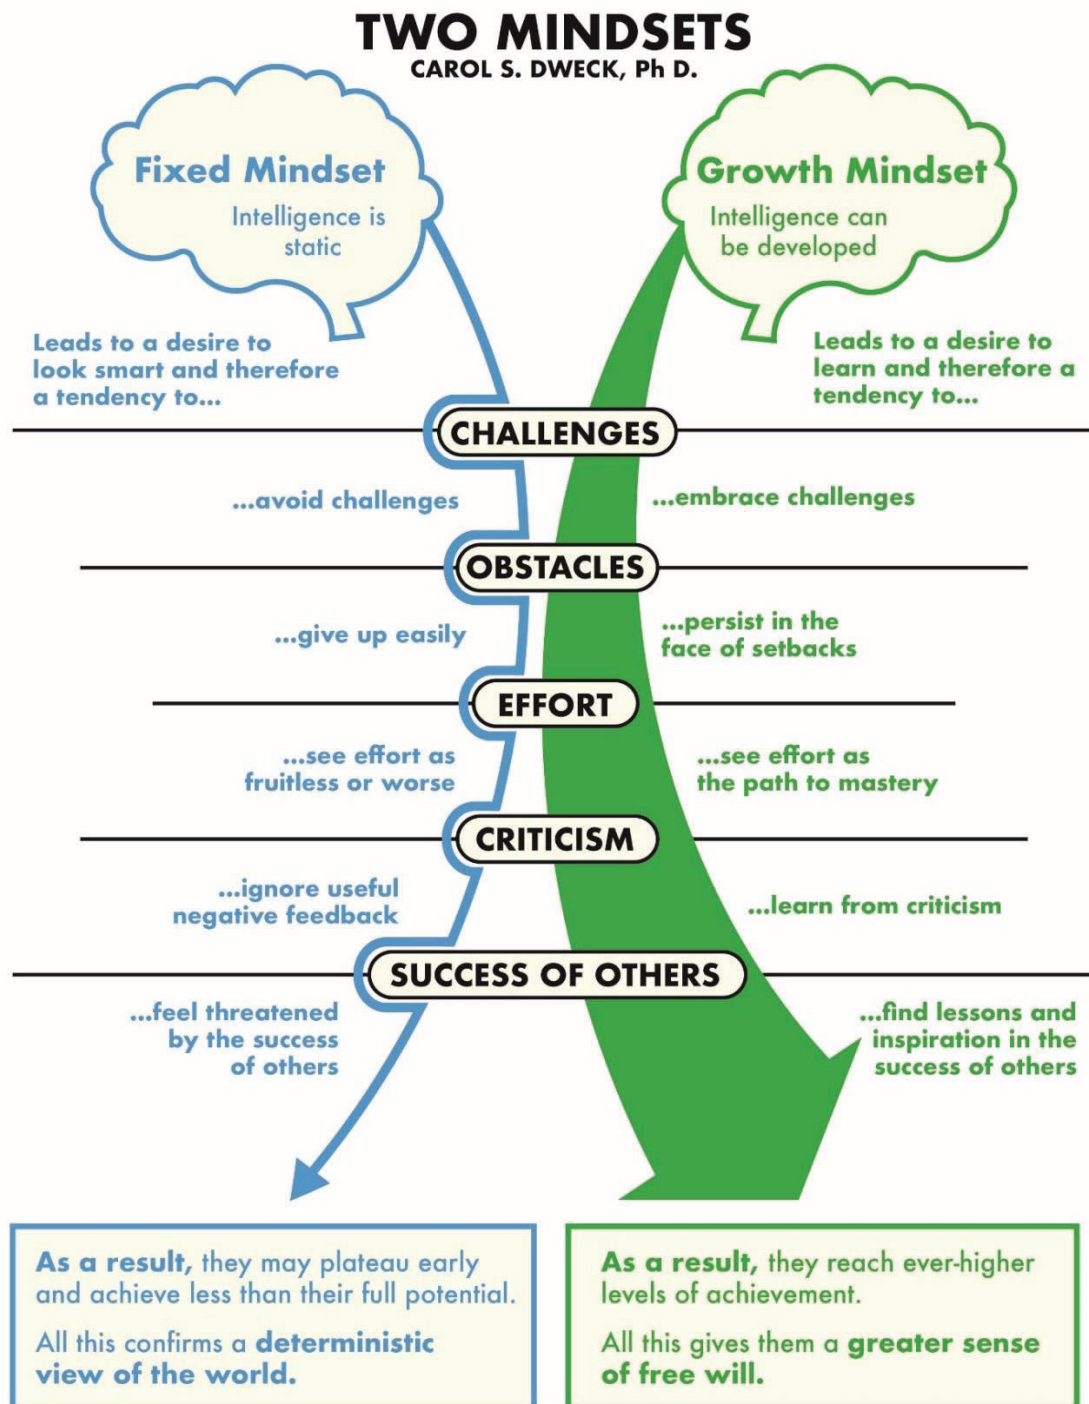 TWO MINDSETS
CAROL S. DWECK, Ph D.
Fixed Mindset
Intelligence is
static
Growth Mindset
Intelligence can
be developed
Leads to a desire to
look smart and therefore
a tendency to...
Leads to a desire to
learn and therefore a
tendency to...
CHALLENGES
...avoid challenges
...embrace challenges
OBSTACLES
...give up easily
...persist in the
face of setbacks
EFFORT
...see effort as
fruitless or worse
...see effort as
the path to mastery
CRITICISM
...ignore useful
negative feedback
...learn from criticism
SUCCESS OF OTHERS
...feel threatened
by the success
of others
...find lessons and
inspiration in the
success of others
As a result, they may plateau early
and achieve less than their full potential.
All this confirms a deterministic
view of the world.
As a result, they reach ever-higher
levels of achievement.
All this gives them a greater sense
of free will.